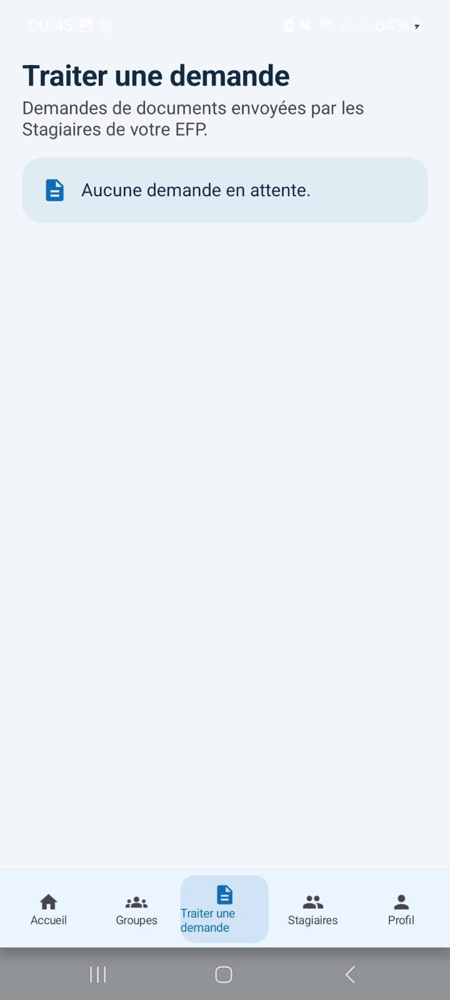 00:45 64%
Traiter une demande
Demandes de documents envoyées par les
Stagiaires de votre EFP.
Aucune demande en attente.
Accueil Groupes Traiter une demande Stagiaires Profil